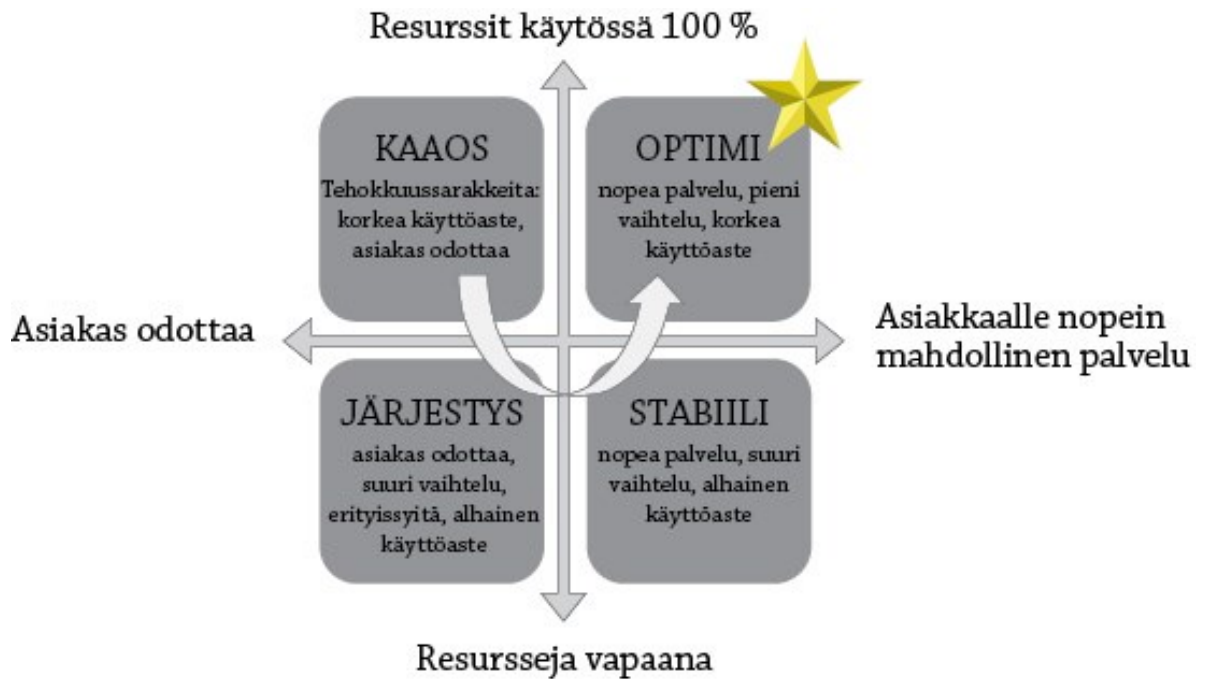 Resurssit käytössä 100 %
KAAOS
Tehokkuussarakkeita:
korkea käyttöaste,
asiakas odottaa
OPTIMI
nopea palvelu, pieni
vaihtelu, korkea
käyttöaste
Asiakas odottaa
Asiakkaalle nopein
mahdollinen palvelu
JÄRJESTYS
asiakas odottaa,
suuri vaihtelu,
erityissyitä, alhainen
käyttöaste
STABIILI
nopea palvelu, suuri
vaihtelu, alhainen
käyttöaste
Resursseja vapaana